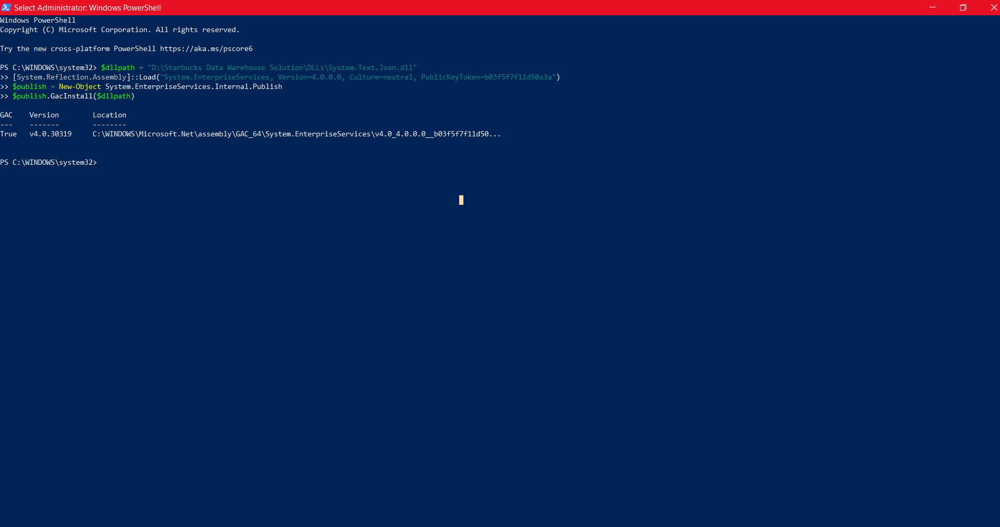 Select Administrator: Windows PowerShell
Windows PowerShell
Copyright (C) Microsoft Corporation. All rights reserved.
Try the new cross-platform PowerShell https://aka.ms/pscore6
PS C:\WINDOWS\system32> $dllpath = "D:\Starbucks Data Warehouse Solution\DLLs\System.Text.Json.dll"
>> [System.Reflection.Assembly]::Load("System.EnterpriseServices, Version=4.0.0.0, Culture=neutral, PublicKeyToken=b03f5f7f11d50a3a")
>> $publish = New-Object System.EnterpriseServices.Internal.Publish
>> $publish.GacInstall($dllpath)
GAC    Version        Location
---    -------        --------
True   v4.0.30319     C:\WINDOWS\Microsoft.Net\assembly\GAC_64\System.EnterpriseServices\v4.0_4.0.0.0__b03f5f7f11d50...
PS C:\WINDOWS\system32>